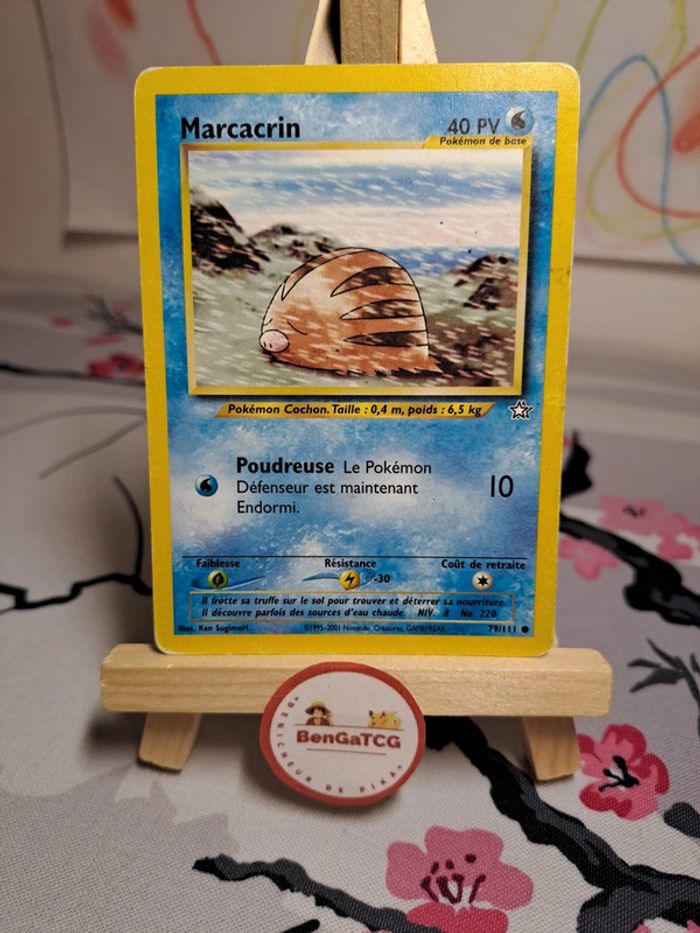 Marcacrin
40 PV
Pokémon de base
Pokémon Cochon. Taille : 0,4 m, poids : 6,5 kg
Poudreuse Le Pokémon
Défenseur est maintenant
Endormi.
10
Faiblesse
Résistance
Coût de retraite
-30
Il frotte sa truffe sur le sol pour trouver et déterrer sa nourriture.
Il découvre parfois des sources d'eau chaude. NIV. 8 No. 220
Illus. Ken Sugimori
©1995-2001 Nintendo, Creatures, GAMEFREAK.
79/111
BenGaTCG
DENICHEUR DE PIKA